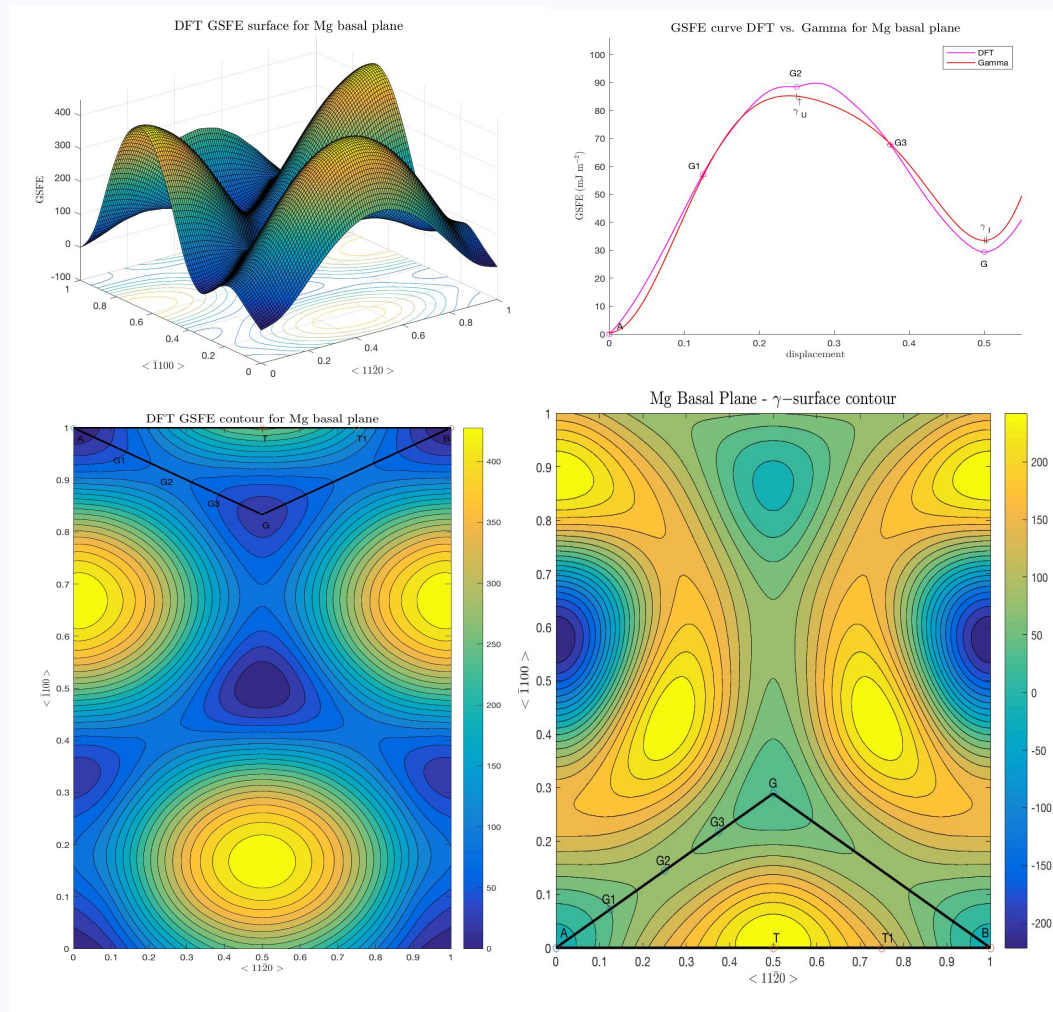 DFT GSFE surface for Mg basal plane
GSFE
400
300
200
100
0
-100
1
0.8
0.6
0.4
0.2
0
< 1̄100 >
0
0.2
0.4
0.6
0.8
1
< 112̄0 >
GSFE curve DFT vs. Gamma for Mg basal plane
DFT
Gamma
GSFE (mJ m⁻²)
100
90
80
70
60
50
40
30
20
10
0
0
0.1
0.2
0.3
0.4
0.5
displacement
A
G1
G2
γ U
G3
γ I
G
DFT GSFE contour for Mg basal plane
< 1̄100 >
1
0.9
0.8
0.7
0.6
0.5
0.4
0.3
0.2
0.1
0
0
0.1
0.2
0.3
0.4
0.5
0.6
0.7
0.8
0.9
1
< 112̄0 >
A
T
T1
B
G1
G2
G3
G
400
350
300
250
200
150
100
50
0
Mg Basal Plane - γ−surface contour
< 1̄100 >
1
0.9
0.8
0.7
0.6
0.5
0.4
0.3
0.2
0.1
0
0
0.1
0.2
0.3
0.4
0.5
0.6
0.7
0.8
0.9
1
< 112̄0 >
G
G3
G2
G1
A
T
T1
B
200
150
100
50
0
-50
-100
-150
-200